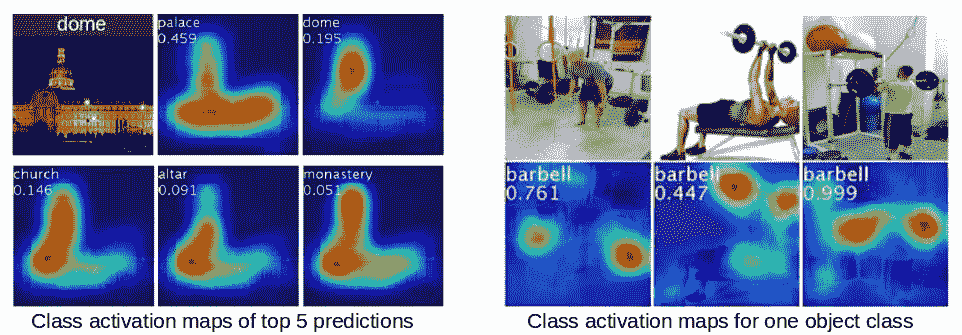 dome
palace
0.459
dome
0.195
church
0.146
altar
0.091
monastery
0.051
Class activation maps of top 5 predictions
barbell
0.761
barbell
0.447
barbell
0.999
Class activation maps for one object class